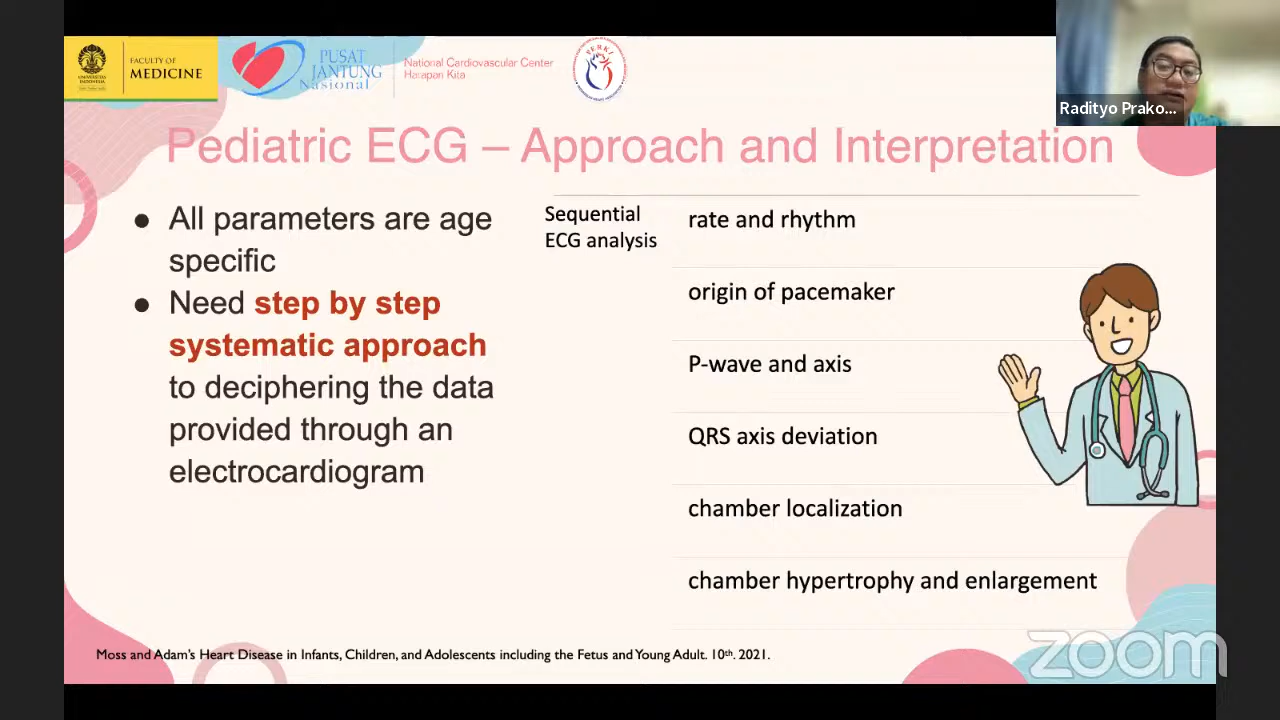 FACULTY OF
MEDICINE
UNIVERSITAS
INDONESIA
PUSAT
JANTUNG
Nasional
National Cardiovascular Center
Harapan Kita
PERKI
Radityo Prako...
Pediatric ECG – Approach and Interpretation
● All parameters are age
specific
● Need step by step
systematic approach
to deciphering the data
provided through an
electrocardiogram
Sequential
ECG analysis
rate and rhythm
origin of pacemaker
P-wave and axis
QRS axis deviation
chamber localization
chamber hypertrophy and enlargement
Moss and Adam's Heart Disease in Infants, Children, and Adolescents including the Fetus and Young Adult. 10th. 2021.
zoom